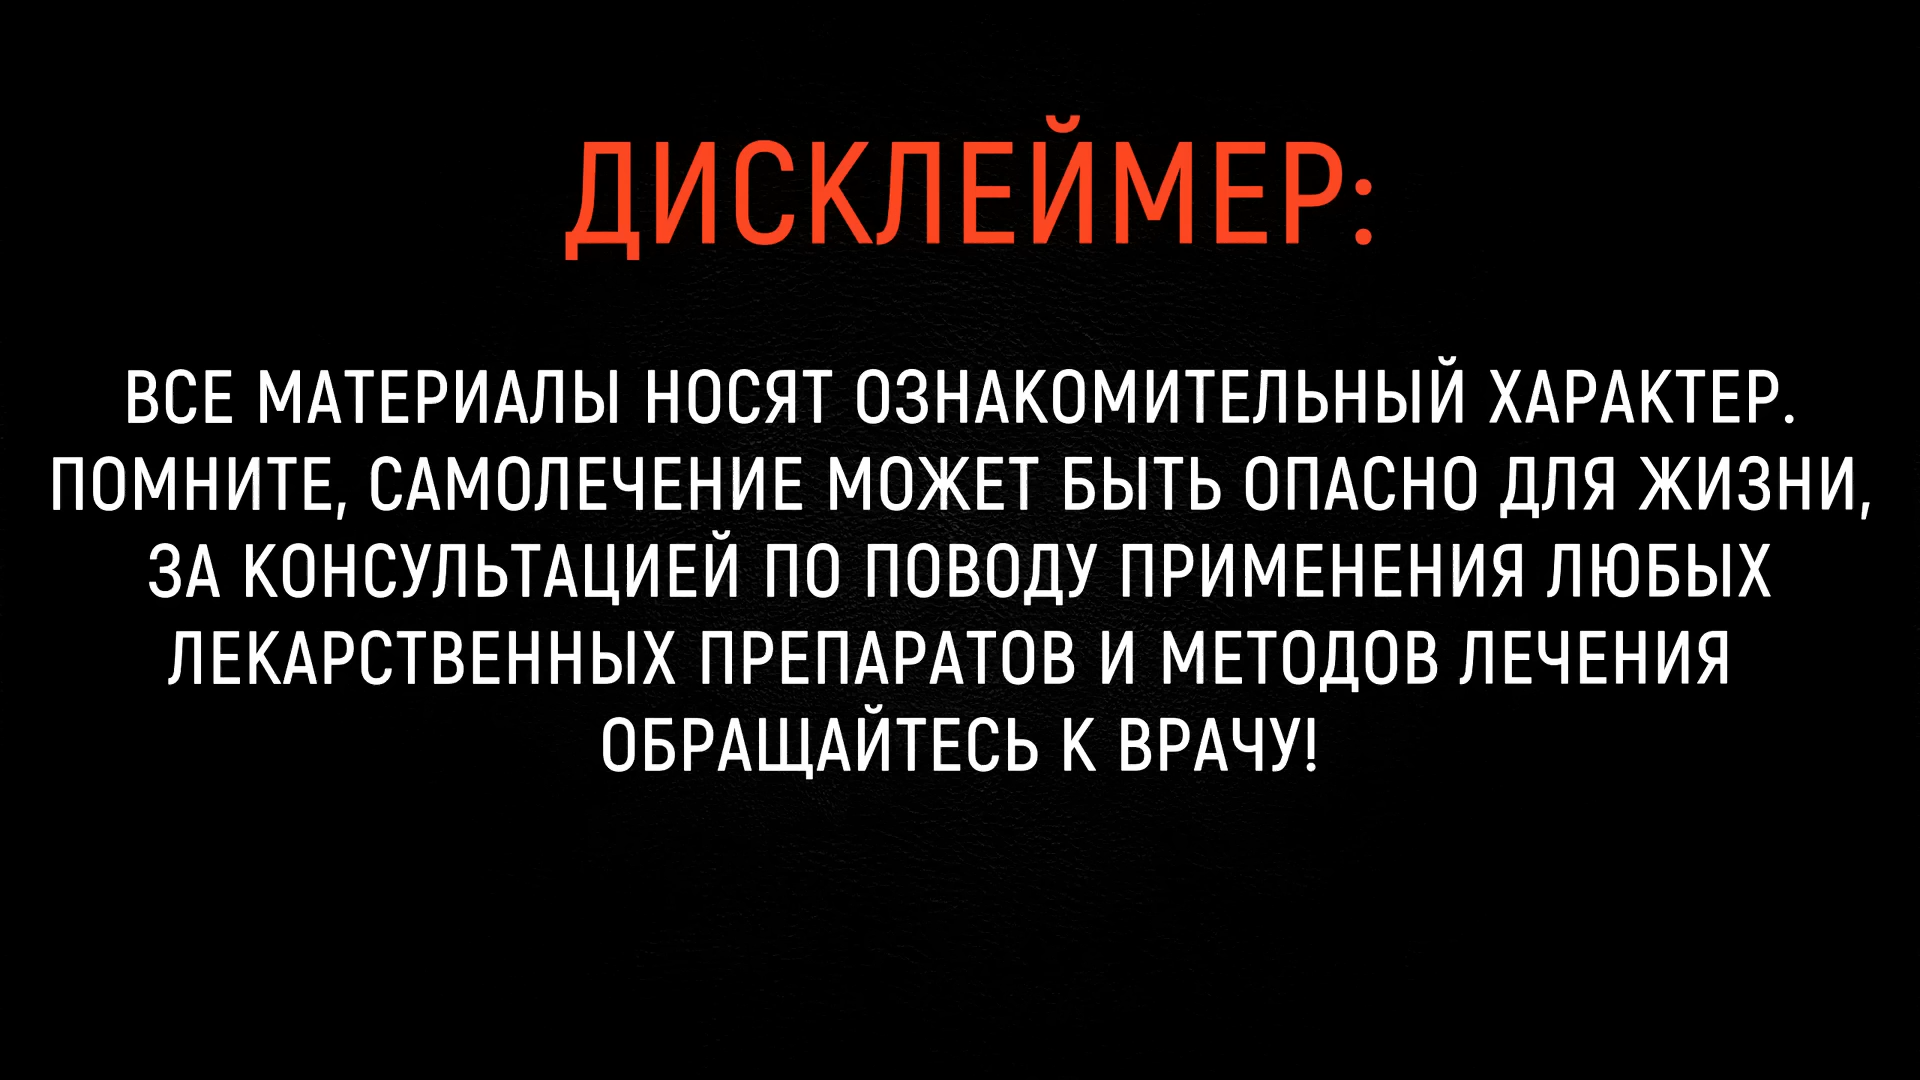 ДИСКЛЕЙМЕР:
ВСЕ МАТЕРИАЛЫ НОСЯТ ОЗНАКОМИТЕЛЬНЫЙ ХАРАКТЕР.
ПОМНИТЕ, САМОЛЕЧЕНИЕ МОЖЕТ БЫТЬ ОПАСНО ДЛЯ ЖИЗНИ,
ЗА КОНСУЛЬТАЦИЕЙ ПО ПОВОДУ ПРИМЕНЕНИЯ ЛЮБЫХ
ЛЕКАРСТВЕННЫХ ПРЕПАРАТОВ И МЕТОДОВ ЛЕЧЕНИЯ
ОБРАЩАЙТЕСЬ К ВРАЧУ!